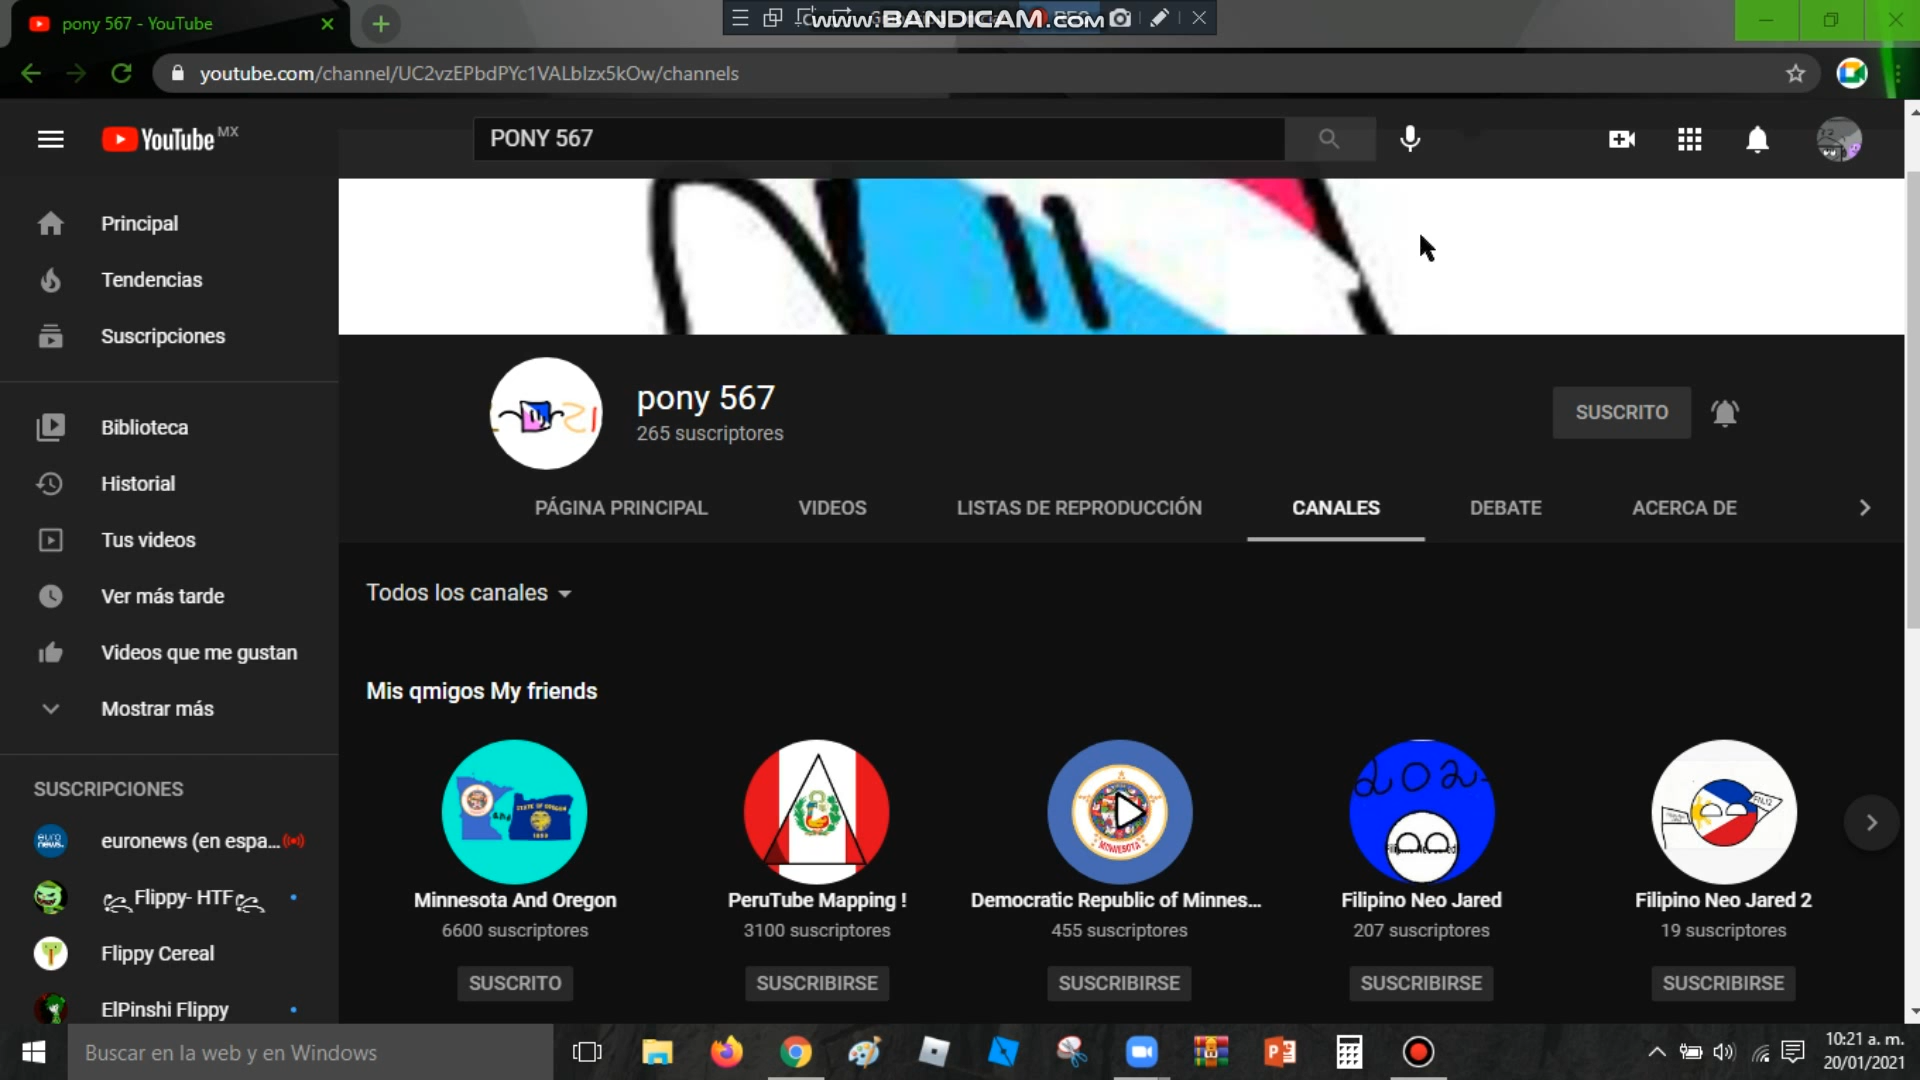 pony 567 - YouTube
www.BANDICAM.com
REC
youtube.com/channel/UC2vzEPbdPYc1VALbIzx5kOw/channels
YouTube MX
PONY 567
Principal
Tendencias
Suscripciones
Biblioteca
Historial
Tus videos
Ver más tarde
Videos que me gustan
Mostrar más
SUSCRIPCIONES
euronews (en espa...
Flippy- HTF
Flippy Cereal
ElPinshi Flippy
pony 567
265 suscriptores
SUSCRITO
PÁGINA PRINCIPAL VIDEOS LISTAS DE REPRODUCCIÓN CANALES DEBATE ACERCA DE
Todos los canales
Mis qmigos My friends
Minnesota And Oregon
6600 suscriptores
SUSCRITO
PeruTube Mapping !
3100 suscriptores
SUSCRIBIRSE
Democratic Republic of Minnes...
455 suscriptores
SUSCRIBIRSE
Filipino Neo Jared
207 suscriptores
SUSCRIBIRSE
Filipino Neo Jared 2
19 suscriptores
SUSCRIBIRSE
Buscar en la web y en Windows
10:21 a. m.
20/01/2021